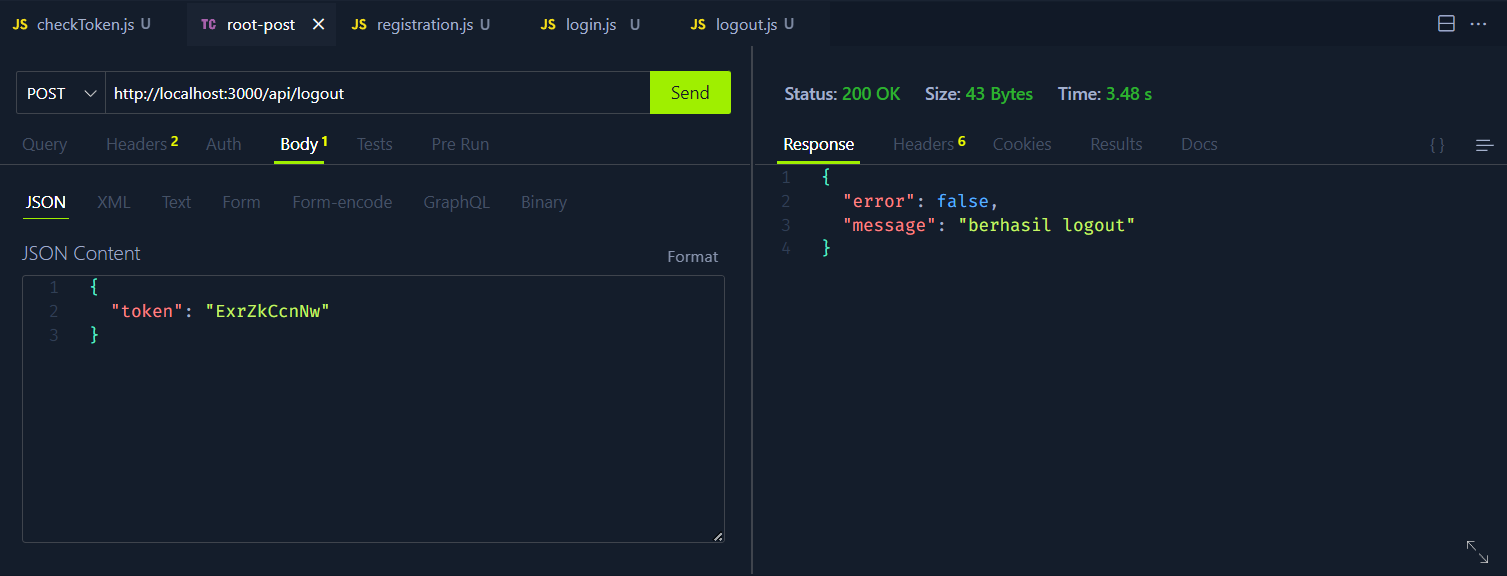 JS checkToken.js U TC root-post JS registration.js U JS login.js U JS logout.js U
POST http://localhost:3000/api/logout Send
Query Headers 2 Auth Body 1 Tests Pre Run
JSON XML Text Form Form-encode GraphQL Binary
JSON Content Format
1 {
2 "token": "ExrZkCcnNw"
3 }
Status: 200 OK Size: 43 Bytes Time: 3.48 s
Response Headers 6 Cookies Results Docs { }
1 {
2 "error": false,
3 "message": "berhasil logout"
4 }